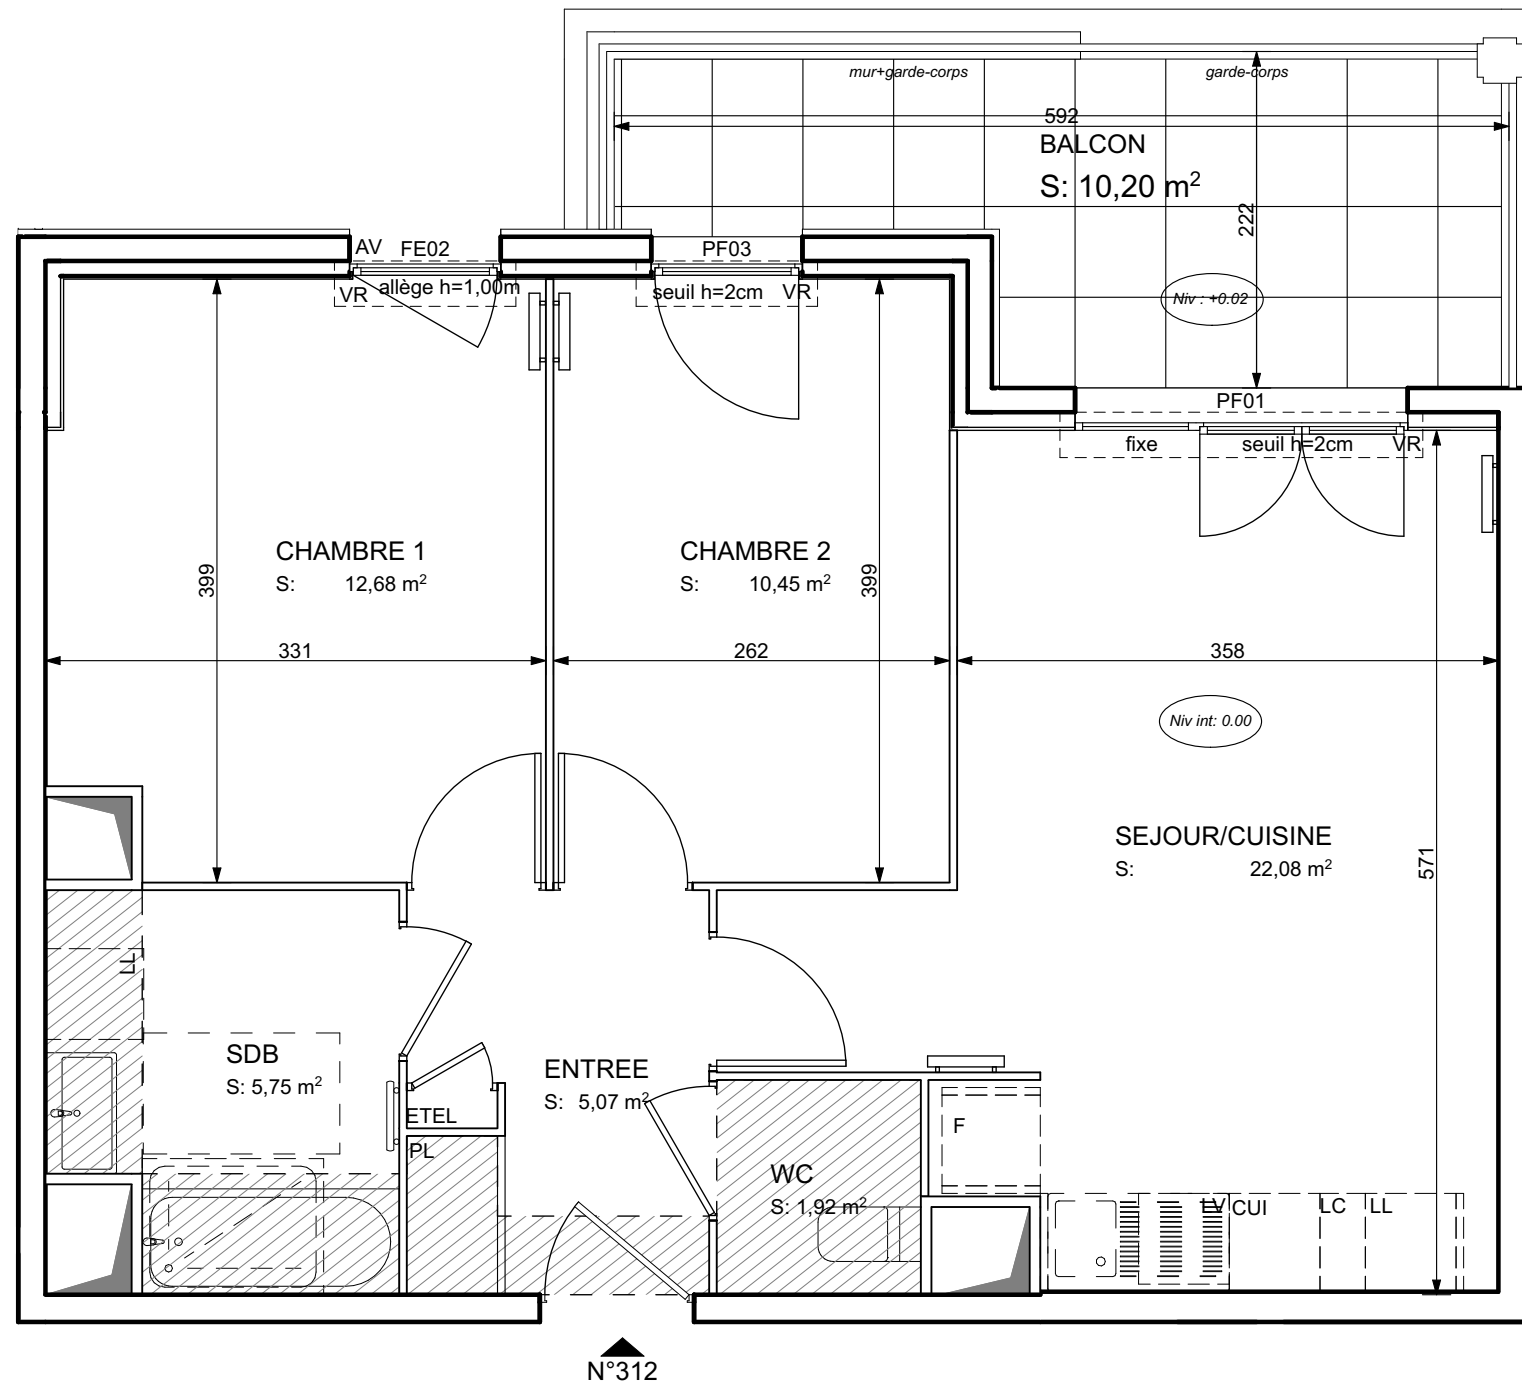 mur+garde-corps
garde-corps
592
BALCON
S: 10,20 m²
222
Niv : +0.02
AV
FE02
PF03
VR
allège h=1,00m
seuil h=2cm
VR
PF01
fixe
seuil h=2cm
VR
CHAMBRE 1
S: 12,68 m²
399
331
CHAMBRE 2
S: 10,45 m²
399
262
358
Niv int: 0.00
SEJOUR/CUISINE
S: 22,08 m²
571
LL
SDB
S: 5,75 m²
ENTREE
S: 5,07 m²
ETEL
PL
F
WC
S: 1,92 m²
LV
CUI
LC
LL
N°312